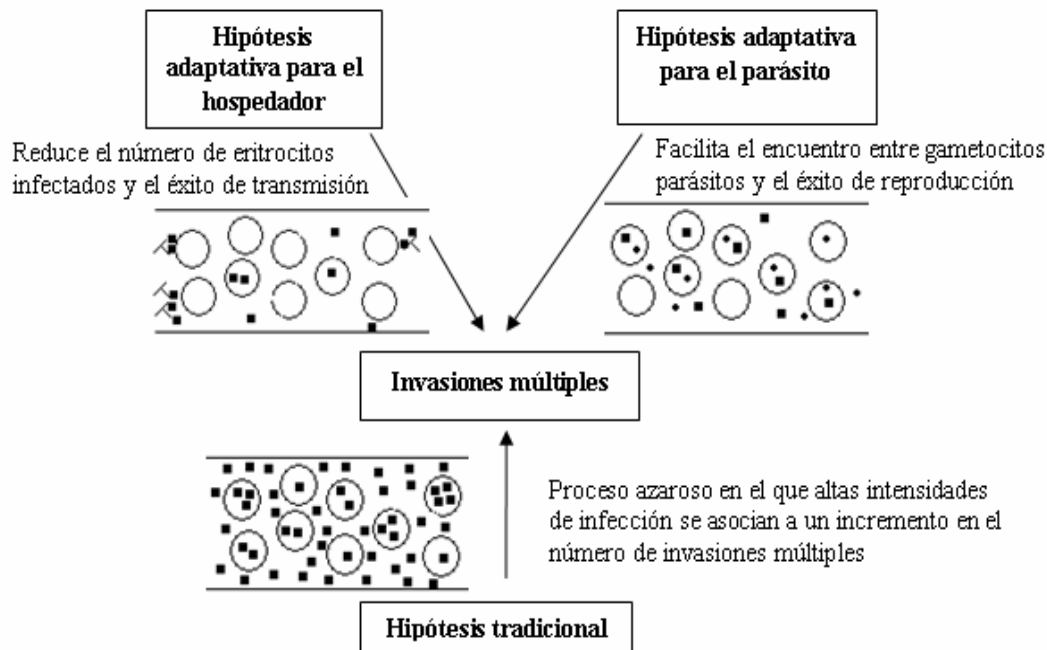 Hipótesis
adaptativa para el
hospedador
Hipótesis adaptativa
para el parásito
Reduce el número de eritrocitos
infectados y el éxito de transmisión
Facilita el encuentro entre gametocitos
parásitos y el éxito de reproducción
Invasiones múltiples
Proceso azaroso en el que altas intensidades
de infección se asocian a un incremento en el
número de invasiones múltiples
Hipótesis tradicional